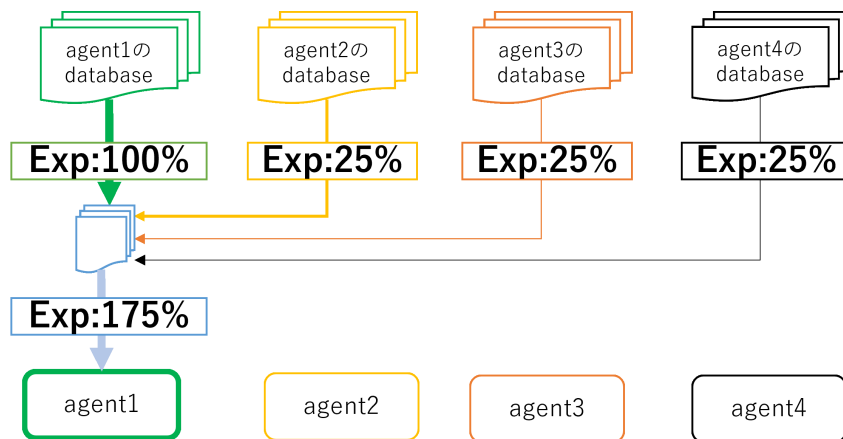 agent1の
database
agent2の
database
agent3の
database
agent4の
database
Exp:100%
Exp:25%
Exp:25%
Exp:25%
Exp:175%
agent1
agent2
agent3
agent4